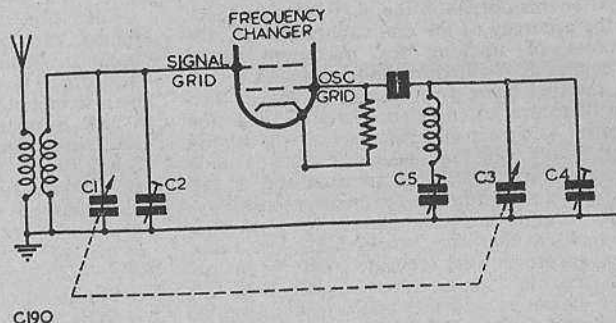 FREQUENCY
CHANGER
SIGNAL
GRID
OSC
GRID
C1
C2
C5
C3
C4
C190